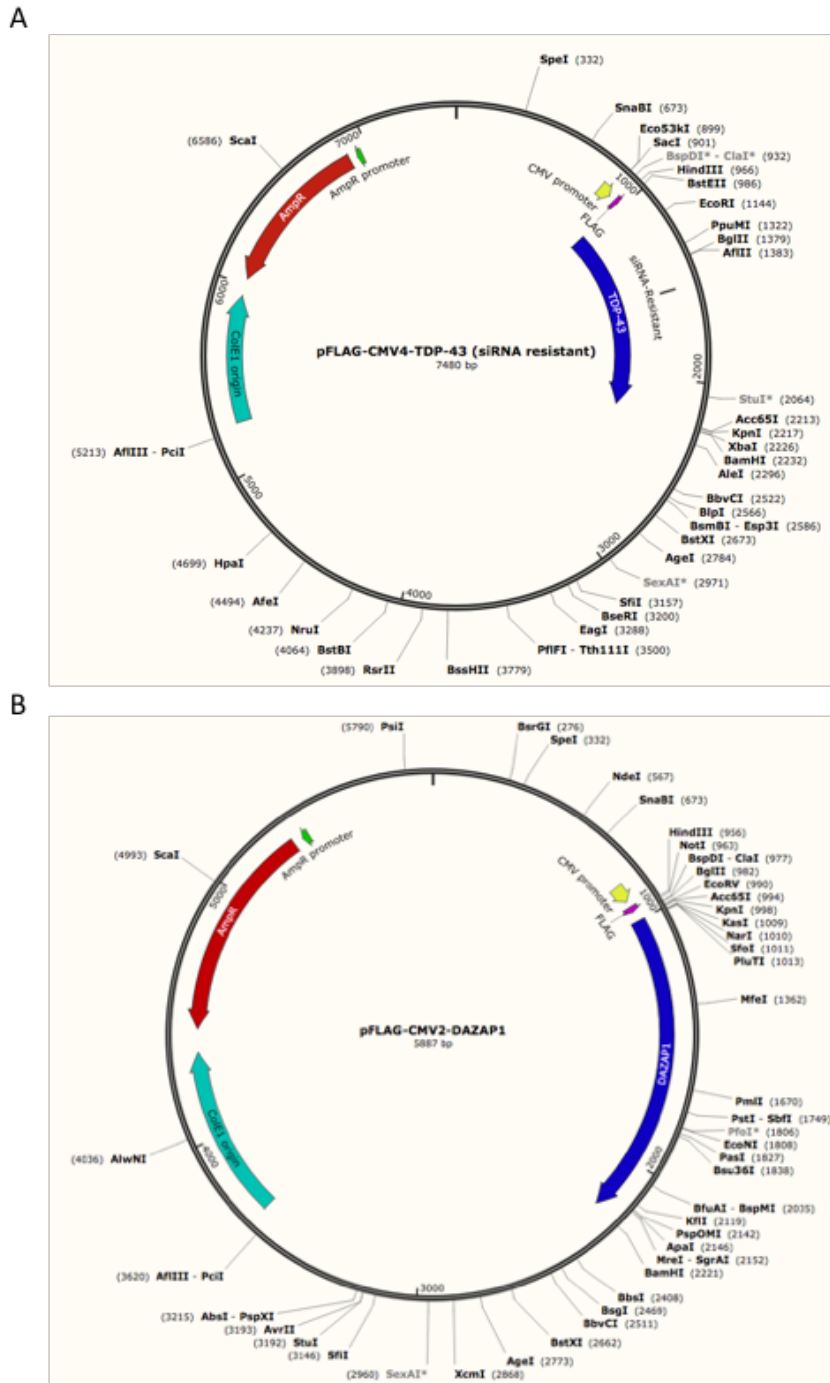 A
SpeI (332)
SnaBI (673)
Eco53kI (899)
SacI (901)
BspDI* - ClaI* (932)
HindIII (966)
BstEII (986)
EcoRI (1144)
PpuMI (1322)
BglII (1379)
AflII (1383)
StuI* (2064)
Acc65I (2213)
KpnI (2217)
XbaI (2226)
BamHI (2232)
AleI (2296)
BbvCI (2522)
BlpI (2566)
BsmBI - Esp3I (2586)
BstXI (2673)
AgeI (2784)
SexAI* (2971)
SfiI (3157)
BseRI (3200)
EagI (3288)
PflFI - Tth111I (3500)
BssHII (3779)
(3898) RsrII
(4064) BstBI
(4237) NruI
(4494) AfeI
(4699) HpaI
(5213) AflIII - PciI
(6586) ScaI
1000
2000
3000
4000
5000
6000
7000
CMV promoter
FLAG
siRNA-Resistant
TDP-43
ColE1 origin
AmpR
AmpR promoter
pFLAG-CMV4-TDP-43 (siRNA resistant)
7480 bp
B
(5790) PsiI
BsrGI (276)
SpeI (332)
NdeI (567)
SnaBI (673)
HindIII (956)
NotI (963)
BspDI - ClaI (977)
BglII (982)
EcoRV (990)
Acc65I (994)
KpnI (998)
KasI (1009)
NarI (1010)
SfoI (1011)
PluTI (1013)
MfeI (1362)
PmlI (1670)
PstI - SbfI (1749)
PfoI* (1806)
EcoNI (1808)
PasI (1827)
Bsu36I (1838)
BfuAI - BspMI (2035)
KflI (2119)
PspOMI (2142)
ApaI (2146)
MreI - SgrAI (2152)
BamHI (2221)
BbsI (2408)
BsgI (2469)
BbvCI (2511)
BstXI (2662)
AgeI (2773)
XcmI (2868)
(2960) SexAI*
(3146) SfiI
(3192) StuI
(3193) AvrII
(3215) AbsI - PspXI
(3620) AflIII - PciI
(4036) AlwNI
(4993) ScaI
1000
2000
3000
4000
5000
CMV promoter
FLAG
DAZAP1
ColE1 origin
AmpR
AmpR promoter
pFLAG-CMV2-DAZAP1
5887 bp